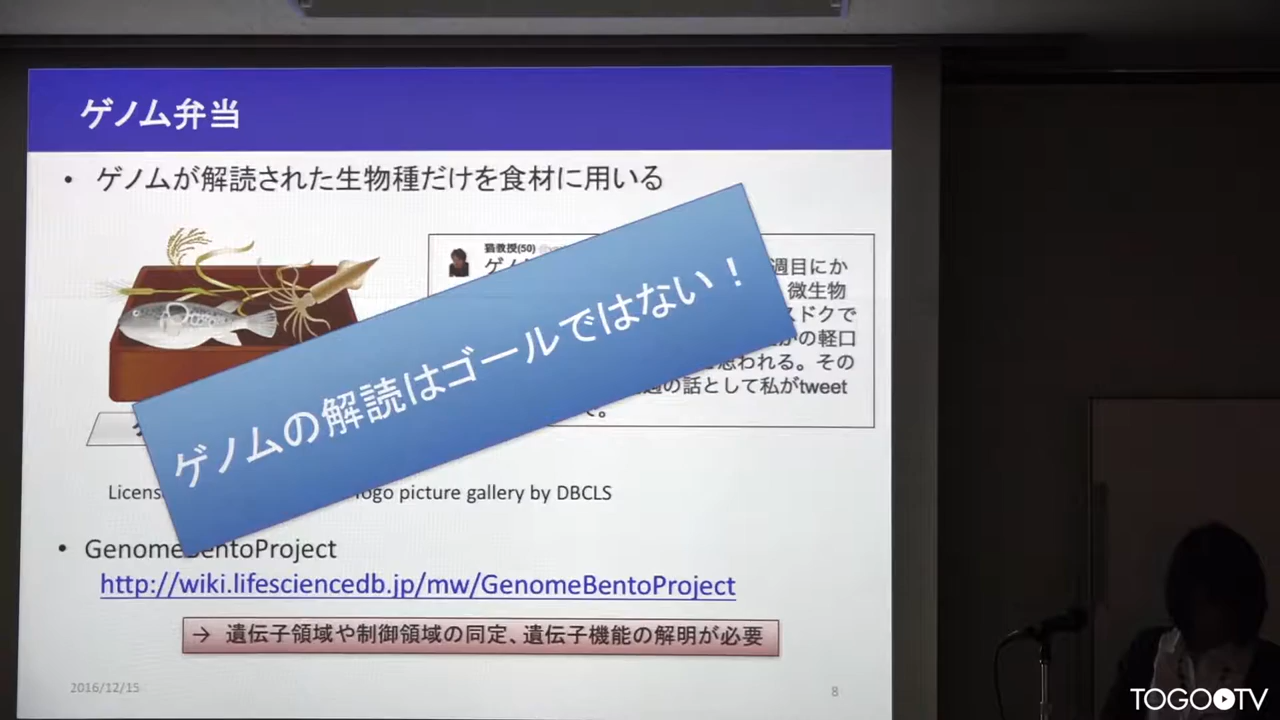 ゲノム弁当
• ゲノムが解読された生物種だけを食材に用いる
猫教授(50)
週目にか
微生物
スドクで
の軽口
思われる。その
の話として私がtweet
ゲノムの解読はゴールではない！
Licens
Togo picture gallery by DBCLS
• GenomeBentoProject
http://wiki.lifesciencedb.jp/mw/GenomeBentoProject
→ 遺伝子領域や制御領域の同定、遺伝子機能の解明が必要
2016/12/15
8
TOGOTV